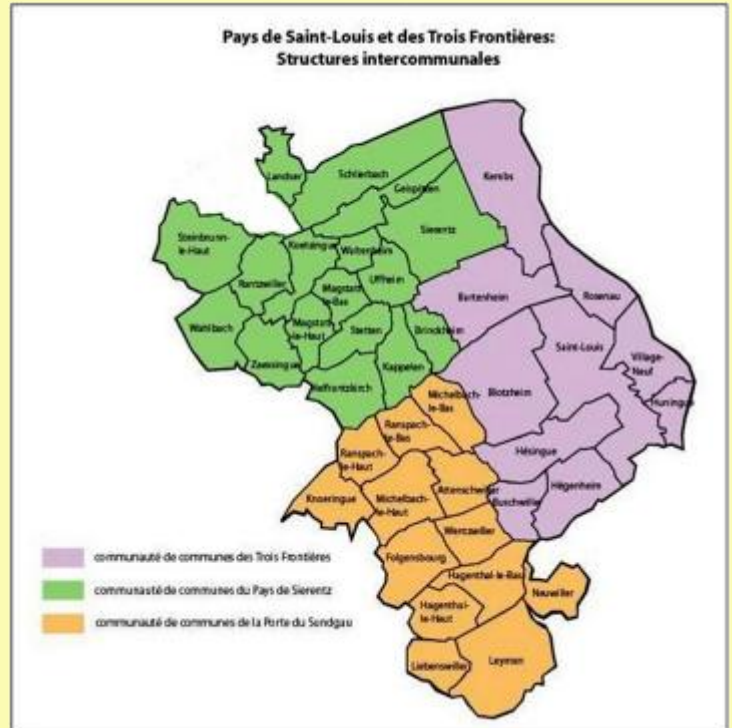 Pays de Saint-Louis et des Trois Frontières:
Structures intercommunales
Landser
Schlierbach
Geispitzen
Kembs
Sierentz
Steinbrunn-
le-Haut
Koetzingue
Waltenheim
Uffheim
Rantzwiller
Magstatt
-le-Bas
Bartenheim
Rosenau
Wahlbach
Magstatt
-le-Haut
Stetten
Brinckheim
Saint-Louis
Zaessingue
Kappelen
Village-
Neuf
Helfrantzkirch
Michelbach-
le-Bas
Blotzheim
Huningue
Ranspach-
le-Bas
Ranspach-
le-Haut
Hésingue
Knoeringue
Michelbach-
le-Haut
Attenschwiller
Buschwiller
Hégenheim
Wentzwiller
Folgensbourg
Hagenthal-le-Bas
Neuwiller
Hagenthal-
le-Haut
Liebenswiller
Leymen
communauté de communes des Trois Frontières
communauté de communes du Pays de Sierentz
communauté de communes de la Porte du Sundgau